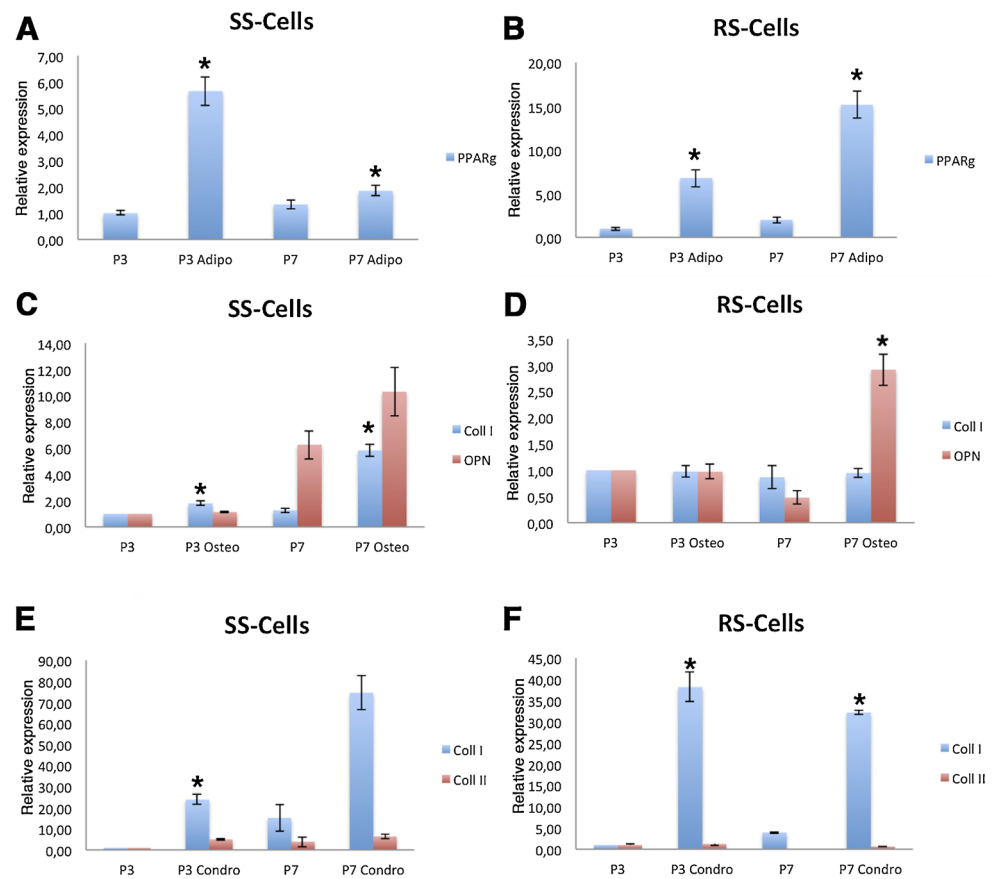 A
SS-Cells
Relative expression
7,00
6,00
5,00
4,00
3,00
2,00
1,00
0,00
*
*
P3
P3 Adipo
P7
P7 Adipo
PPARg
B
RS-Cells
Relative expression
20,00
15,00
10,00
5,00
0,00
*
*
P3
P3 Adipo
P7
P7 Adipo
PPARg
C
SS-Cells
Relative expression
14,00
12,00
10,00
8,00
6,00
4,00
2,00
0,00
*
*
P3
P3 Osteo
P7
P7 Osteo
Coll I
OPN
D
RS-Cells
Relative expression
3,50
3,00
2,50
2,00
1,50
1,00
0,50
0,00
*
P3
P3 Osteo
P7
P7 Osteo
Coll I
OPN
E
SS-Cells
Relative expression
90,00
80,00
70,00
60,00
50,00
40,00
30,00
20,00
10,00
0,00
*
P3
P3 Condro
P7
P7 Condro
Coll I
Coll II
F
RS-Cells
Relative expression
45,00
40,00
35,00
30,00
25,00
20,00
15,00
10,00
5,00
0,00
*
*
P3
P3 Condro
P7
P7 Condro
Coll I
Coll II